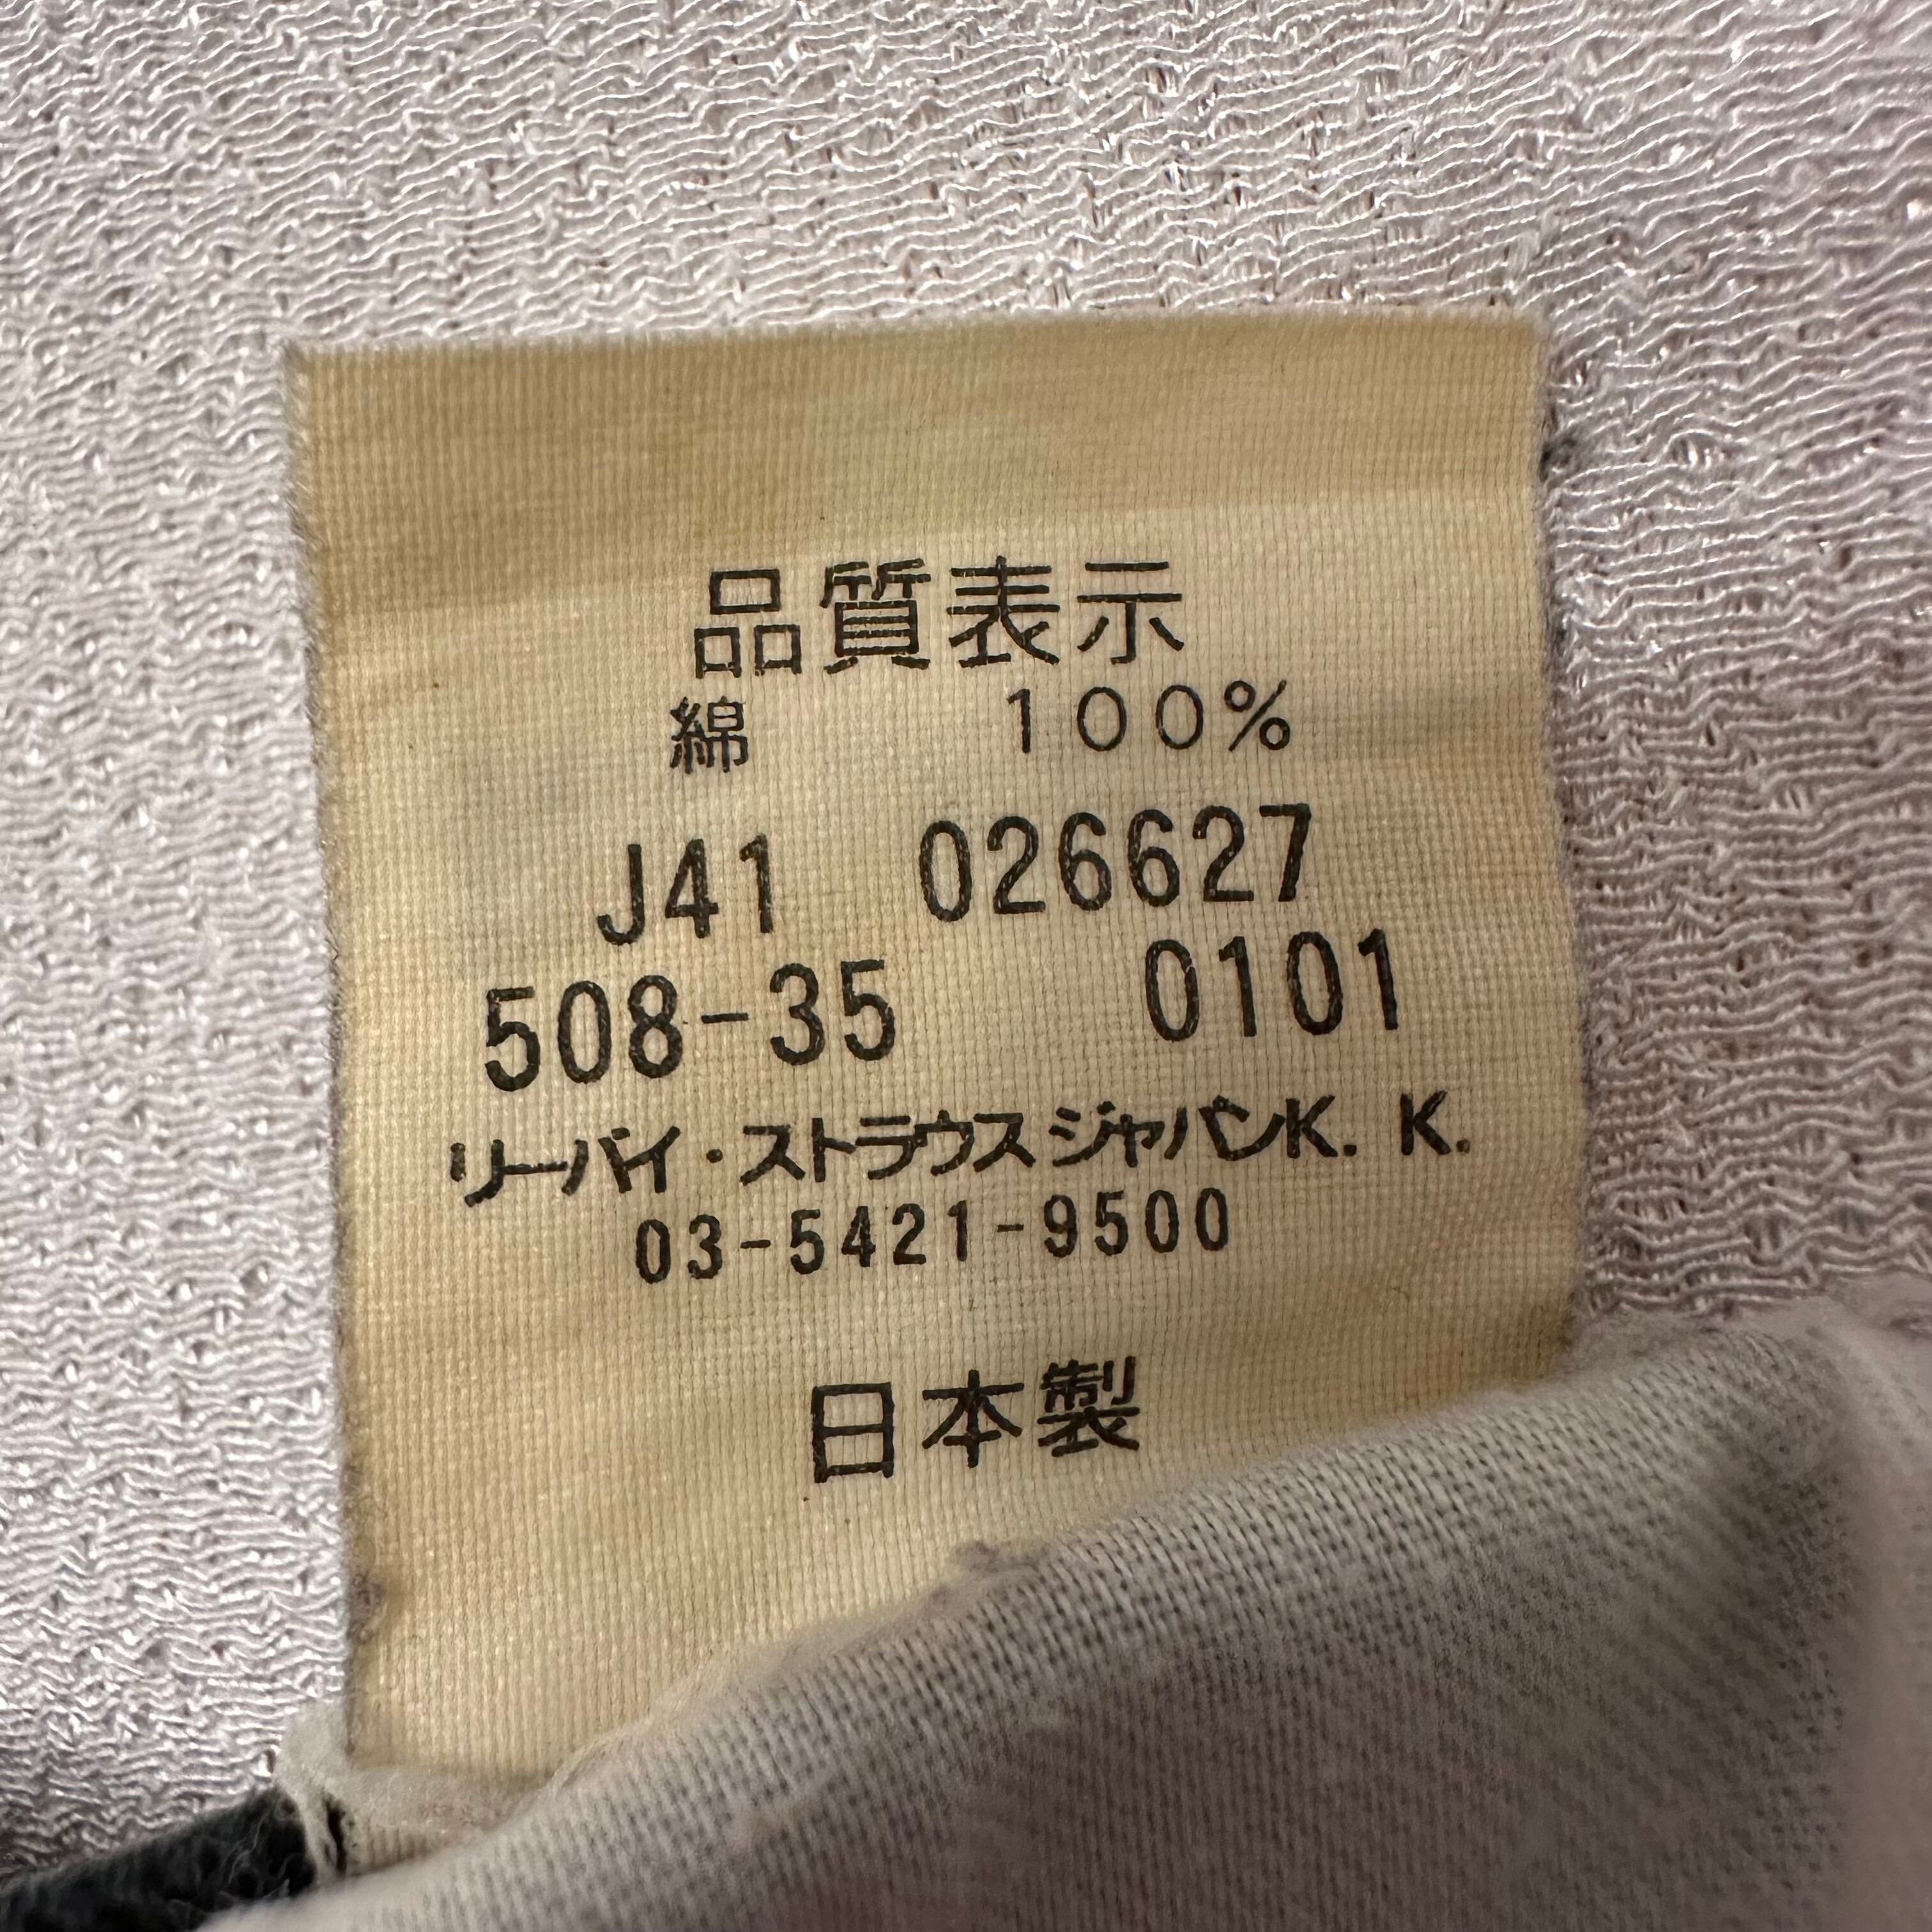 品質表示
綿 100%
J41 026627
508-35 0101
リーバイ・ストラウス ジャパンK. K.
03-5421-9500
日本製